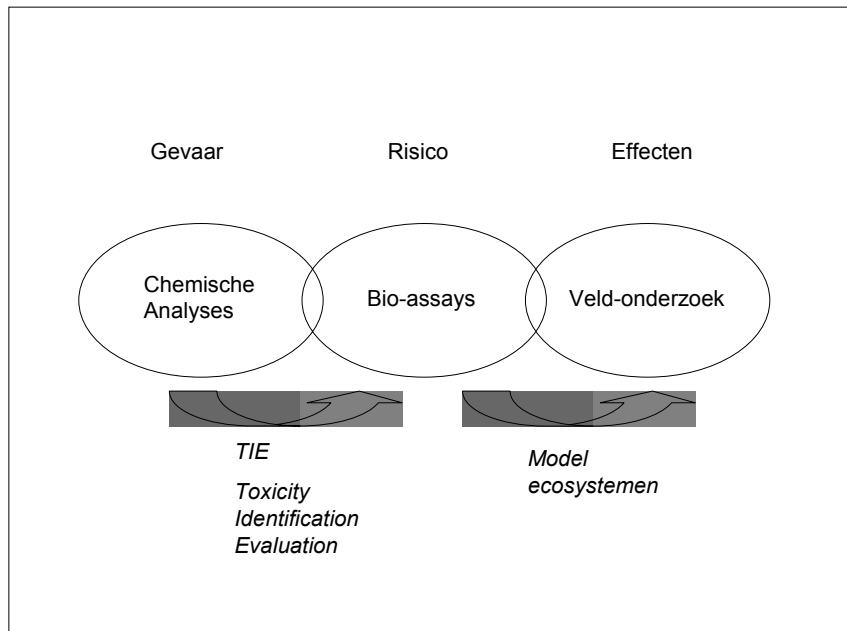 Gevaar
Risico
Effecten
Chemische
Analyses
Bio-assays
Veld-onderzoek
TIE
Toxicity
Identification
Evaluation
Model
ecosystemen